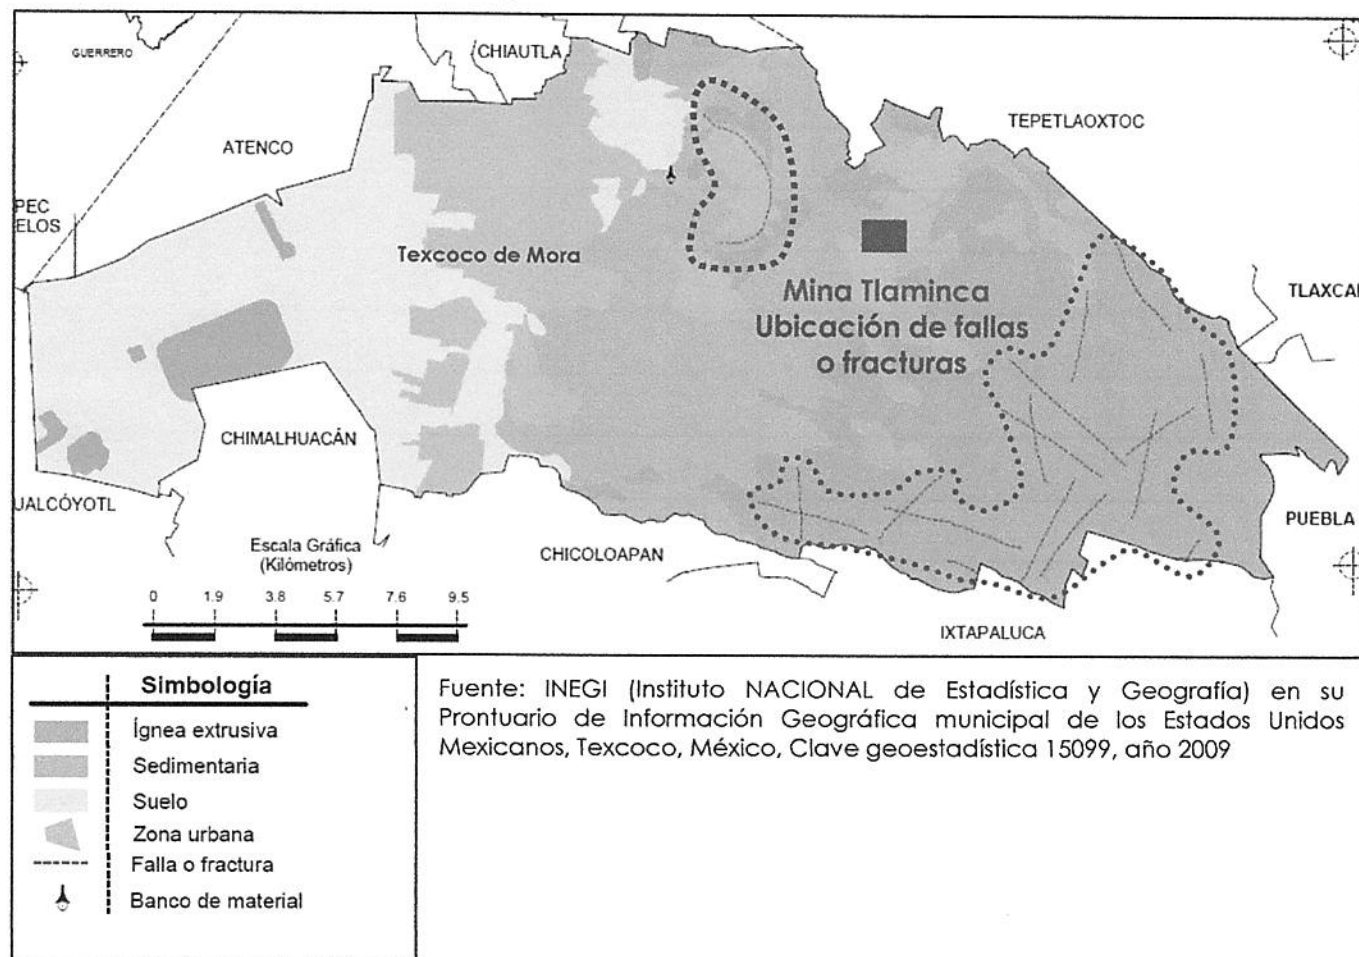 GUERRERO
CHIAUTLA
TEPETLAOXTOC
ATENCO
PEC
ELOS
Texcoco de Mora
TLAXCAL
Mina Tlaminca
Ubicación de fallas
o fracturas
CHIMALHUACÁN
UALCÓYOTL
PUEBLA
Escala Gráfica
(Kilómetros)
CHICOLOAPAN
0 1.9 3.8 5.7 7.6 9.5
IXTAPALUCA
Simbología
Ígnea extrusiva
Sedimentaria
Suelo
Zona urbana
Falla o fractura
Banco de material
Fuente: INEGI (Instituto NACIONAL de Estadística y Geografía) en su
Prontuario de Información Geográfica municipal de los Estados Unidos
Mexicanos, Texcoco, México, Clave geoestadística 15099, año 2009